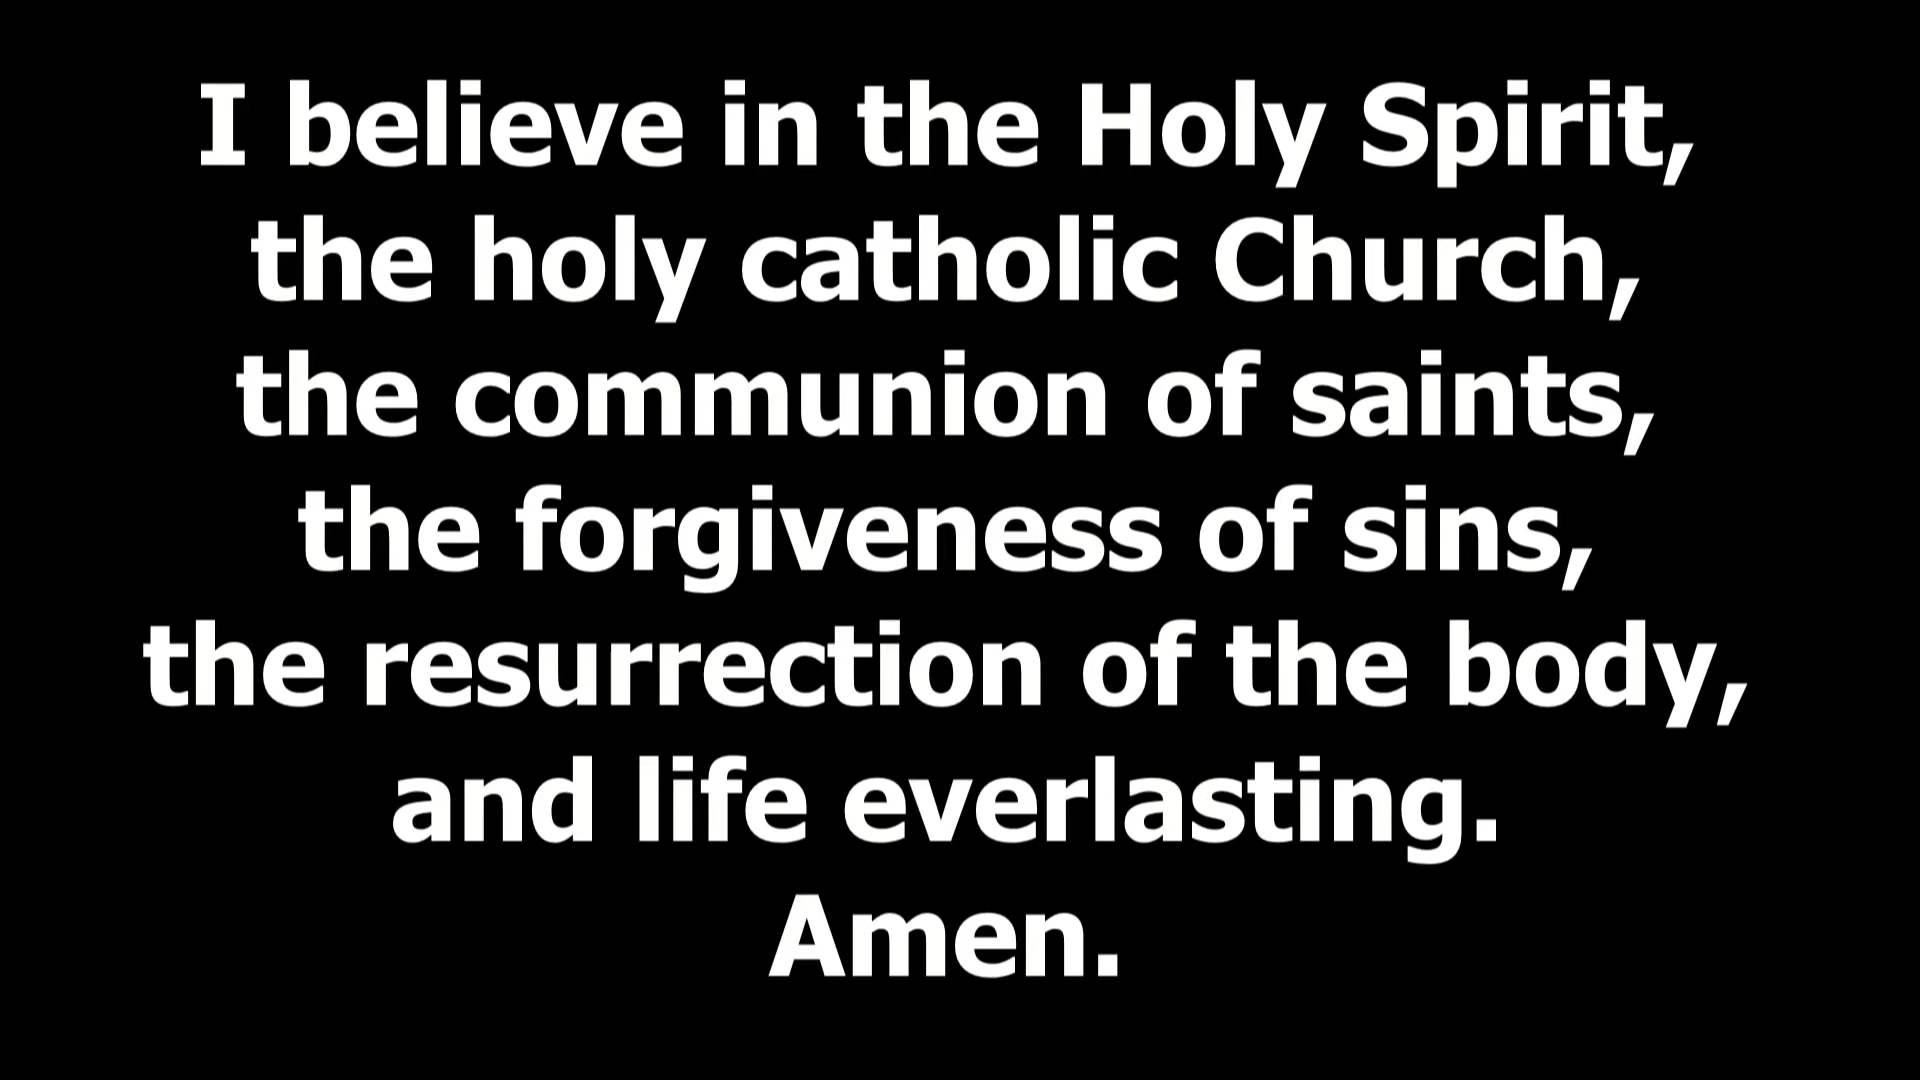 I believe in the Holy Spirit,
the holy catholic Church,
the communion of saints,
the forgiveness of sins,
the resurrection of the body,
and life everlasting.
Amen.